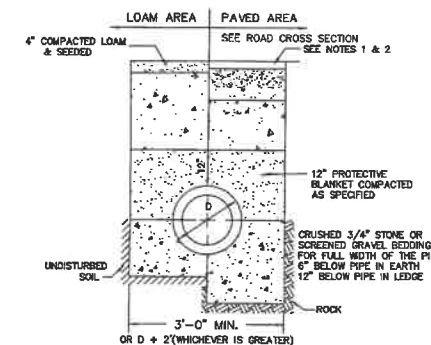 LOAM AREA
PAVED AREA
4" COMPACTED LOAM
& SEEDED
SEE ROAD CROSS SECTION
SEE NOTES 1 & 2
12"
D
12" PROTECTIVE
BLANKET COMPACTED
AS SPECIFIED
CRUSHED 3/4" STONE OR
SCREENED GRAVEL BEDDING
FOR FULL WIDTH OF THE PI
6" BELOW PIPE IN EARTH
12" BELOW PIPE IN LEDGE
UNDISTURBED
SOIL
ROCK
3'-0" MIN.
OR D + 2'(WHICHEVER IS GREATER)